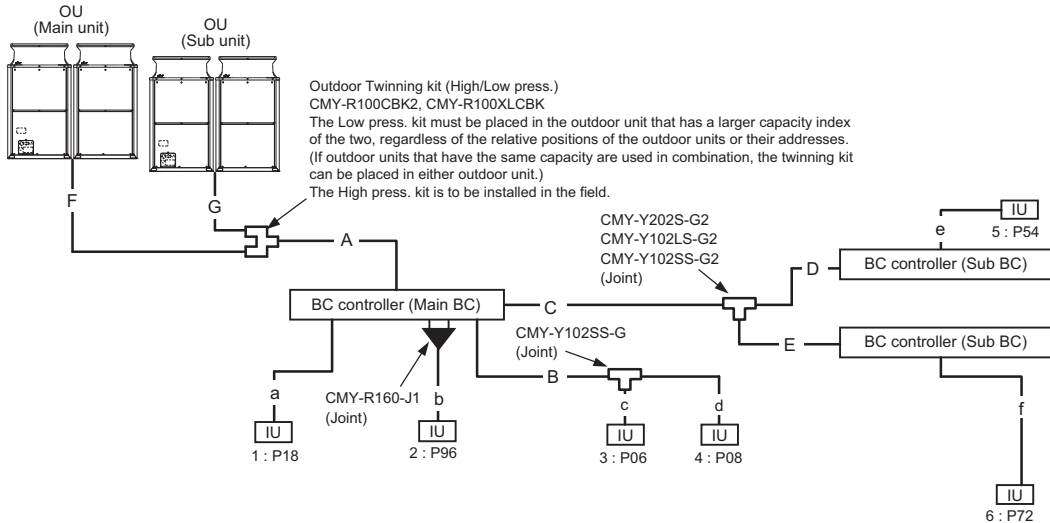 OU
(Main unit)
OU
(Sub unit)
Outdoor Twinning kit (High/Low press.)
CMY-R100CBK2, CMY-R100XLCBK
The Low press. kit must be placed in the outdoor unit that has a larger capacity index
of the two, regardless of the relative positions of the outdoor units or their addresses.
(If outdoor units that have the same capacity are used in combination, the twinning kit
can be placed in either outdoor unit.)
The High press. kit is to be installed in the field.
F
G
A
CMY-Y202S-G2
CMY-Y102LS-G2
CMY-Y102SS-G2
(Joint)
e
IU
5 : P54
D
BC controller (Sub BC)
BC controller (Main BC)
C
E
BC controller (Sub BC)
CMY-Y102SS-G
(Joint)
B
a
CMY-R160-J1
(Joint)
b
c
d
f
IU
1 : P18
IU
2 : P96
IU
3 : P06
IU
4 : P08
IU
6 : P72